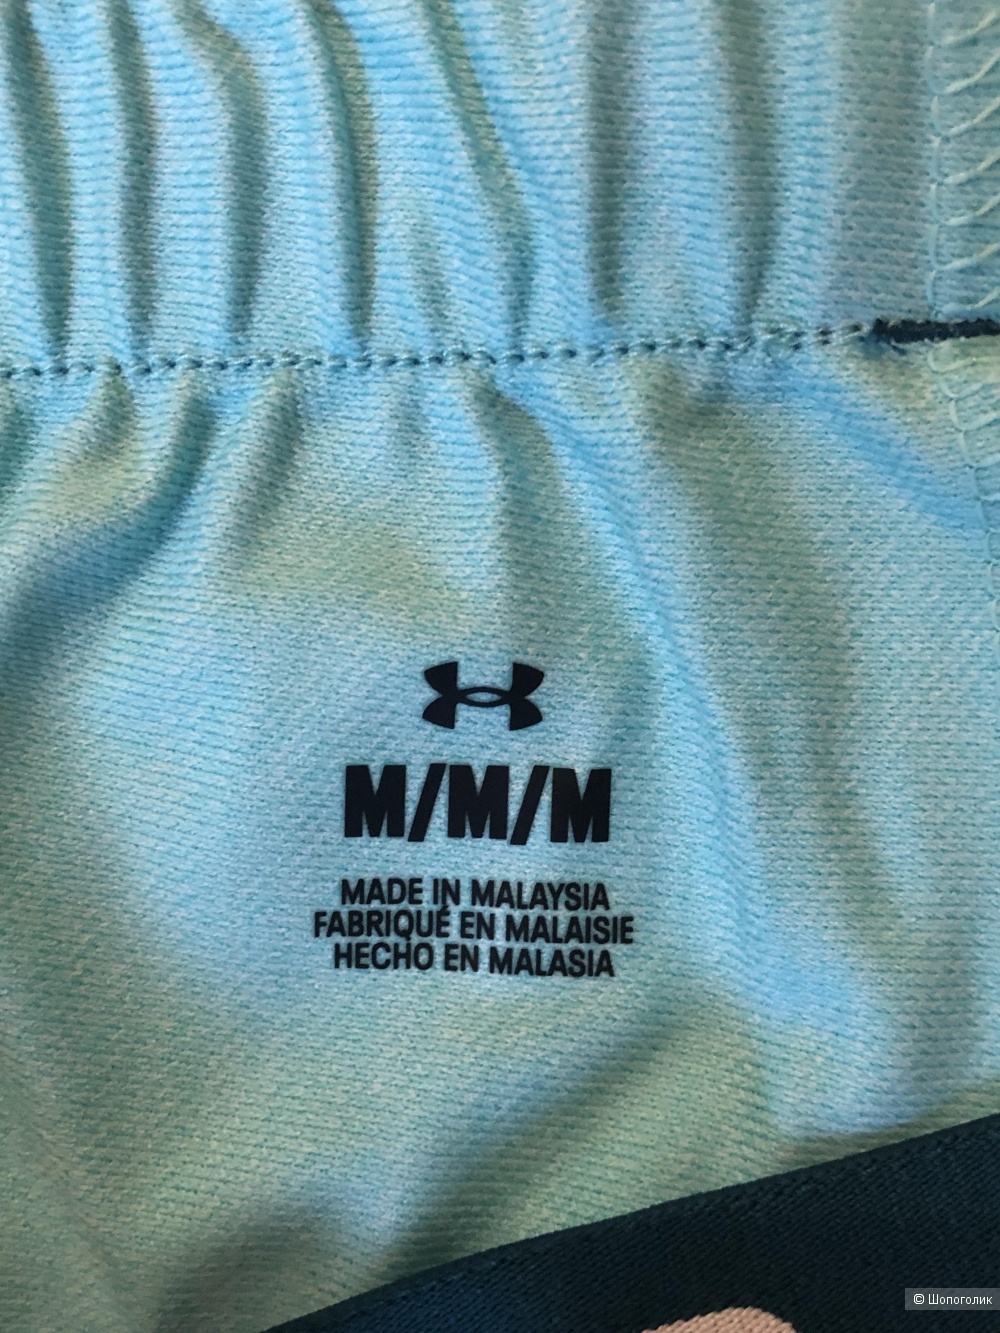 M/M/M
MADE IN MALAYSIA
FABRIQUÉ EN MALAISIE
HECHO EN MALASIA
© Шопоголик